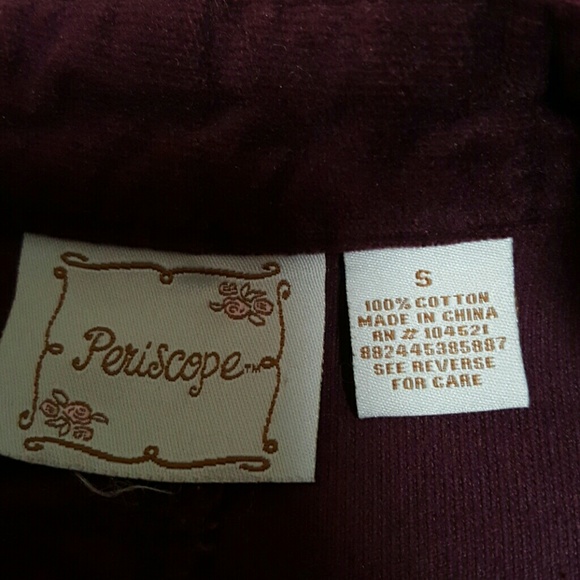 Periscope™
S
100% COTTON
MADE IN CHINA
RN # 104521
882445385887
SEE REVERSE
FOR CARE